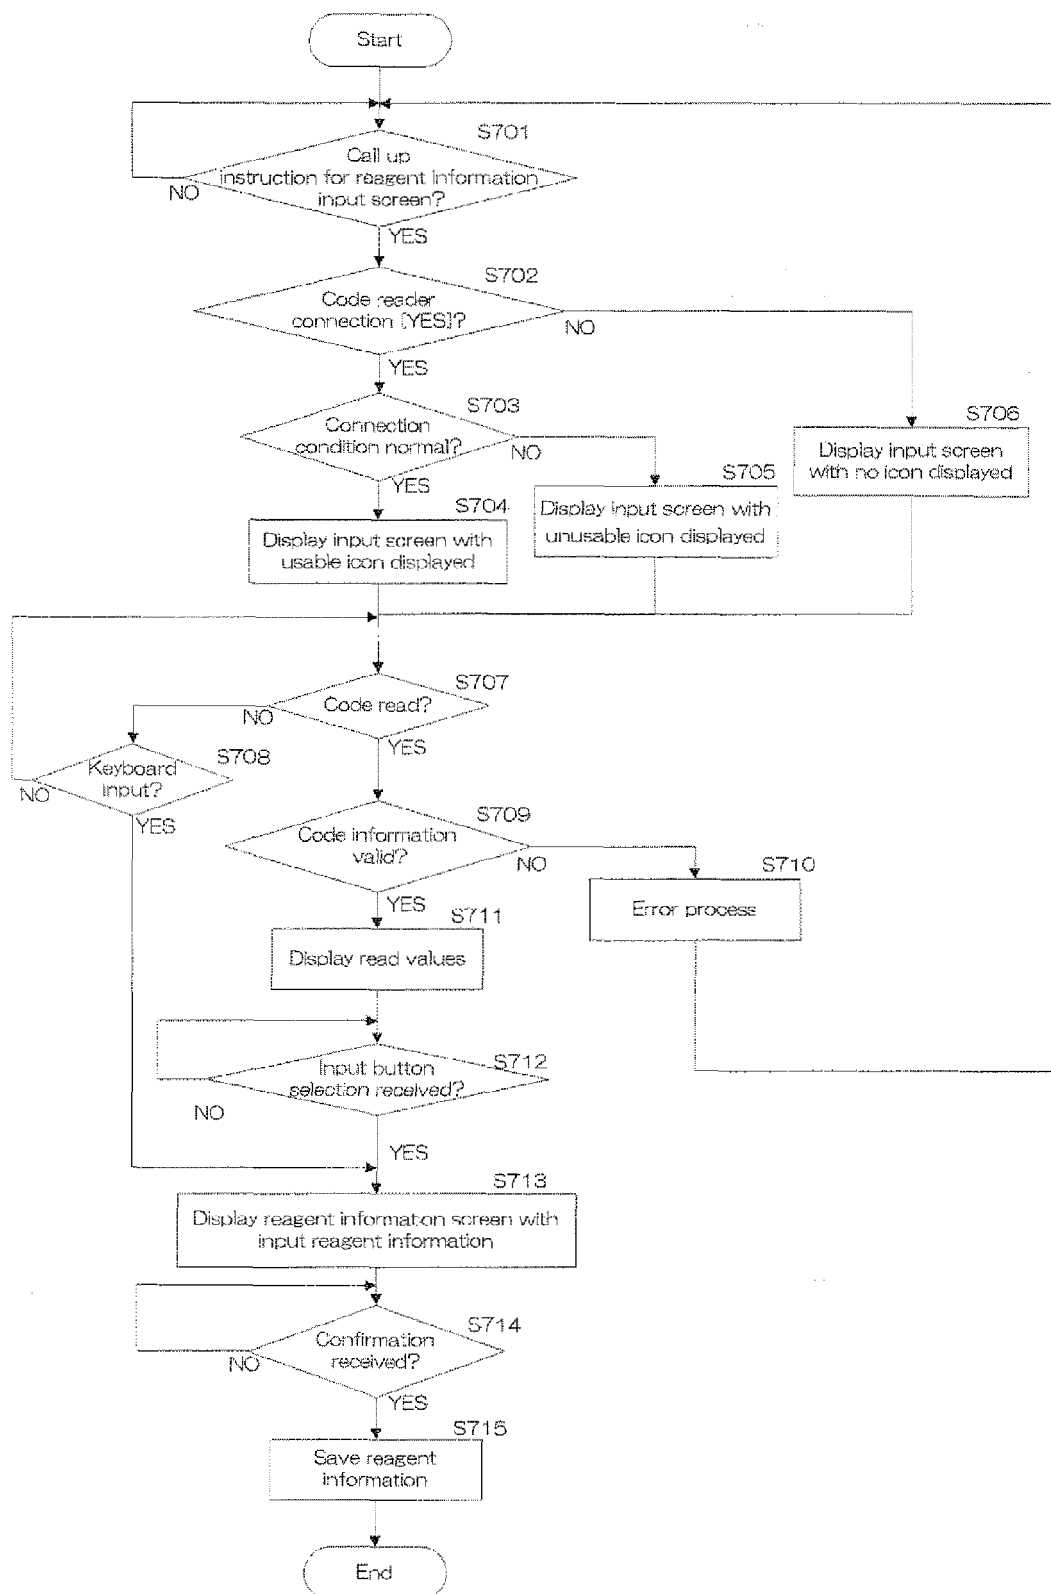 Start
S701
Call up
instruction for reagent information
input screen?
NO
YES
S702
Code reader
connection [YES]?
NO
YES
S703
Connection
condition normal?
NO
YES
S706
Display input screen
with no icon displayed
S705
Display input screen with
unusable icon displayed
S704
Display input screen with
usable icon displayed
S707
Code read?
NO
YES
S708
Keyboard
input?
NO
YES
S709
Code information
valid?
NO
YES
S710
Error process
S711
Display read values
S712
Input button
selection received?
NO
YES
S713
Display reagent information screen with
input reagent information
S714
Confirmation
received?
NO
YES
S715
Save reagent
information
End